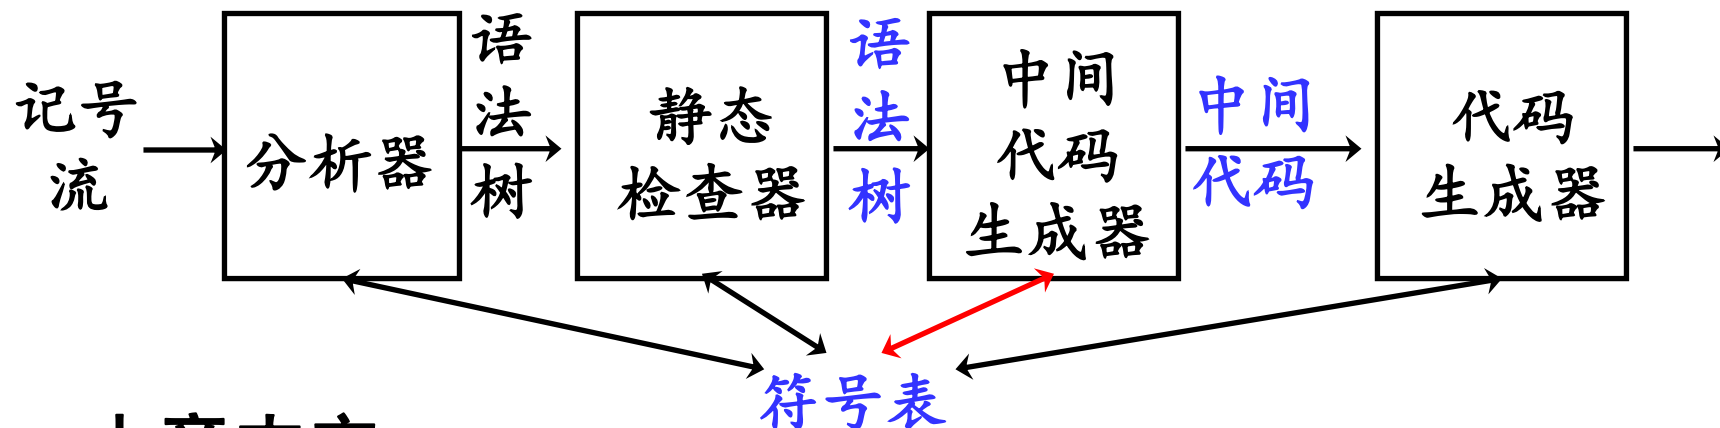 记号
流
分析器
语
法
树
静态
检查器
语
法
树
中间
代码
生成器
中间
代码
代码
生成器
符号表